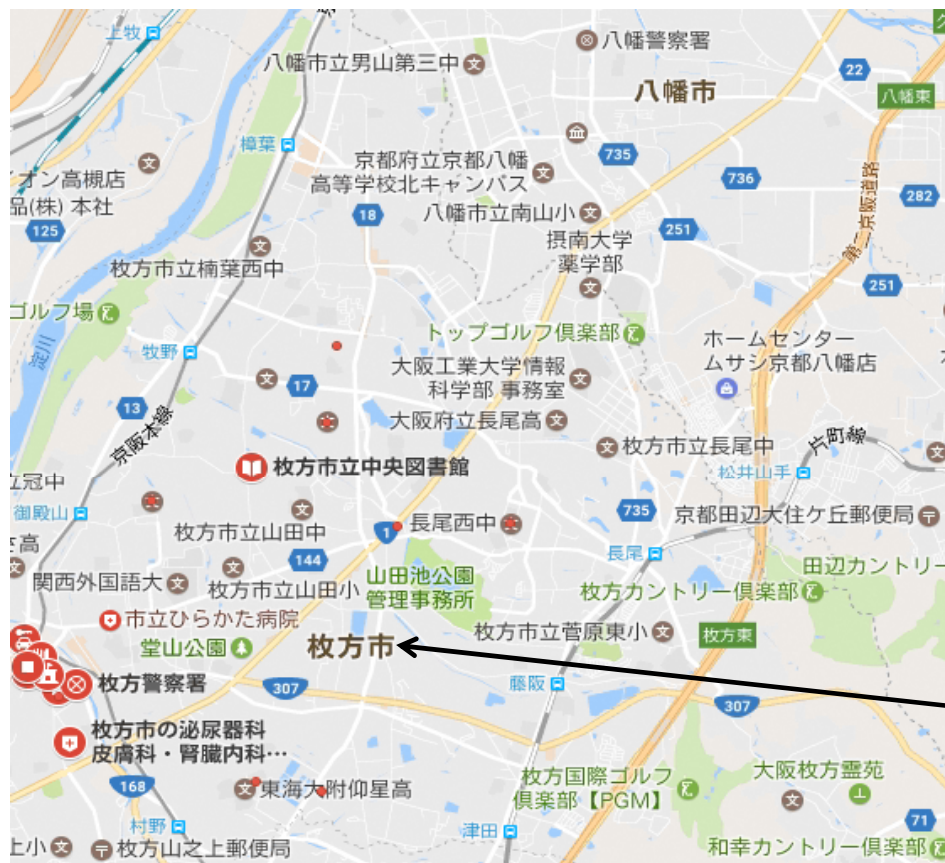 上牧
八幡警察署
八幡市立男山第三中
22
八幡市
八幡東
樟葉
735
京都府立京都八幡
高等学校北キャンパス
736
オン高槻店
品(株) 本社
282
18
八幡市立南山小
125
251
摂南大学
薬学部
第二京阪道路
枚方市立楠葉西中
251
ゴルフ場
淀川
トップゴルフ倶楽部
ホームセンター
ムサシ京都八幡店
牧野
大阪工業大学情報
科学部 事務室
17
13
大阪府立長尾高
京阪本線
枚方市立長尾中
片町線
枚方市立中央図書館
松井山手
立冠中
御殿山
735
京都田辺大住ケ丘郵便局
枚方市立山田中
1
長尾西中
高
144
長尾
田辺カントリー
関西外国語大
枚方市立山田小
山田池公園
管理事務所
枚方カントリー倶楽部
市立ひらかた病院
堂山公園
枚方市
枚方市立菅原東小
枚方東
枚方警察署
307
藤阪
307
枚方市の泌尿器科
皮膚科・腎臓内科…
168
東海大附仰星高
枚方国際ゴルフ
倶楽部【PGM】
大阪枚方霊苑
71
村野
津田
上小
枚方山之上郵便局
和幸カントリー倶楽部